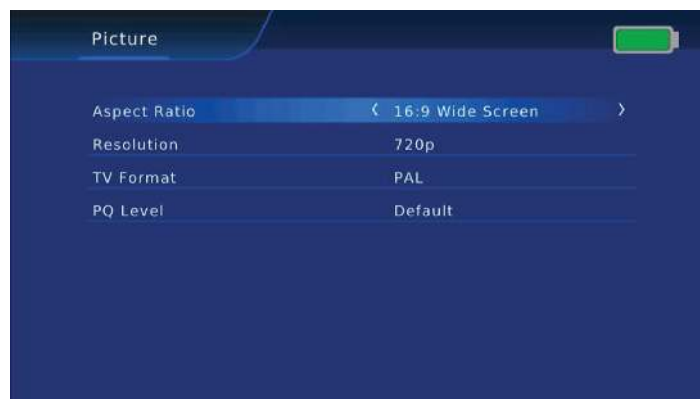 Picture
Aspect Ratio 16:9 Wide Screen
Resolution 720p
TV Format PAL
PQ Level Default